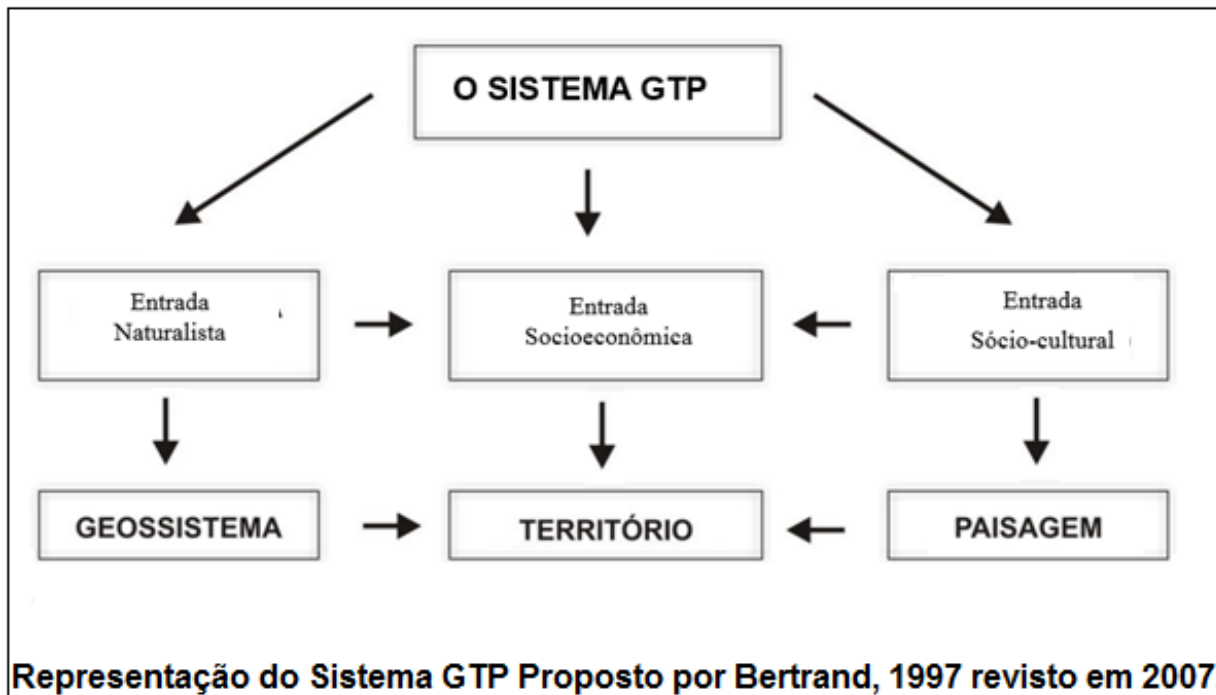 O SISTEMA GTP
Entrada
Naturalista
Entrada
Socioeconômica
Entrada
Sócio-cultural
GEOSSISTEMA
TERRITÓRIO
PAISAGEM
Representação do Sistema GTP Proposto por Bertrand, 1997 revisto em 2007